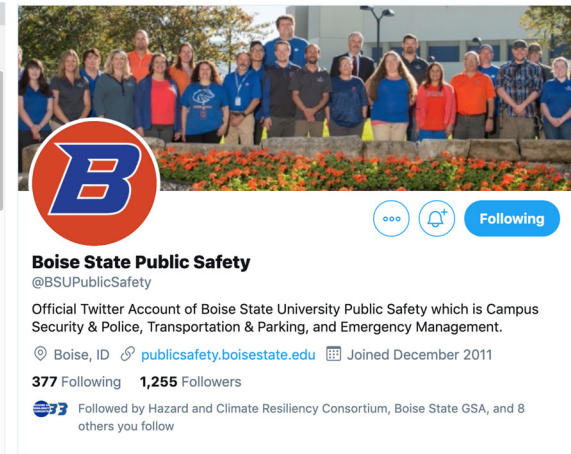 B
Following
Boise State Public Safety
@BSUPublicSafety
Official Twitter Account of Boise State University Public Safety which is Campus
Security & Police, Transportation & Parking, and Emergency Management.
Boise, ID publicsafety.boisestate.edu Joined December 2011
377 Following 1,255 Followers
33 Followed by Hazard and Climate Resiliency Consortium, Boise State GSA, and 8
others you follow